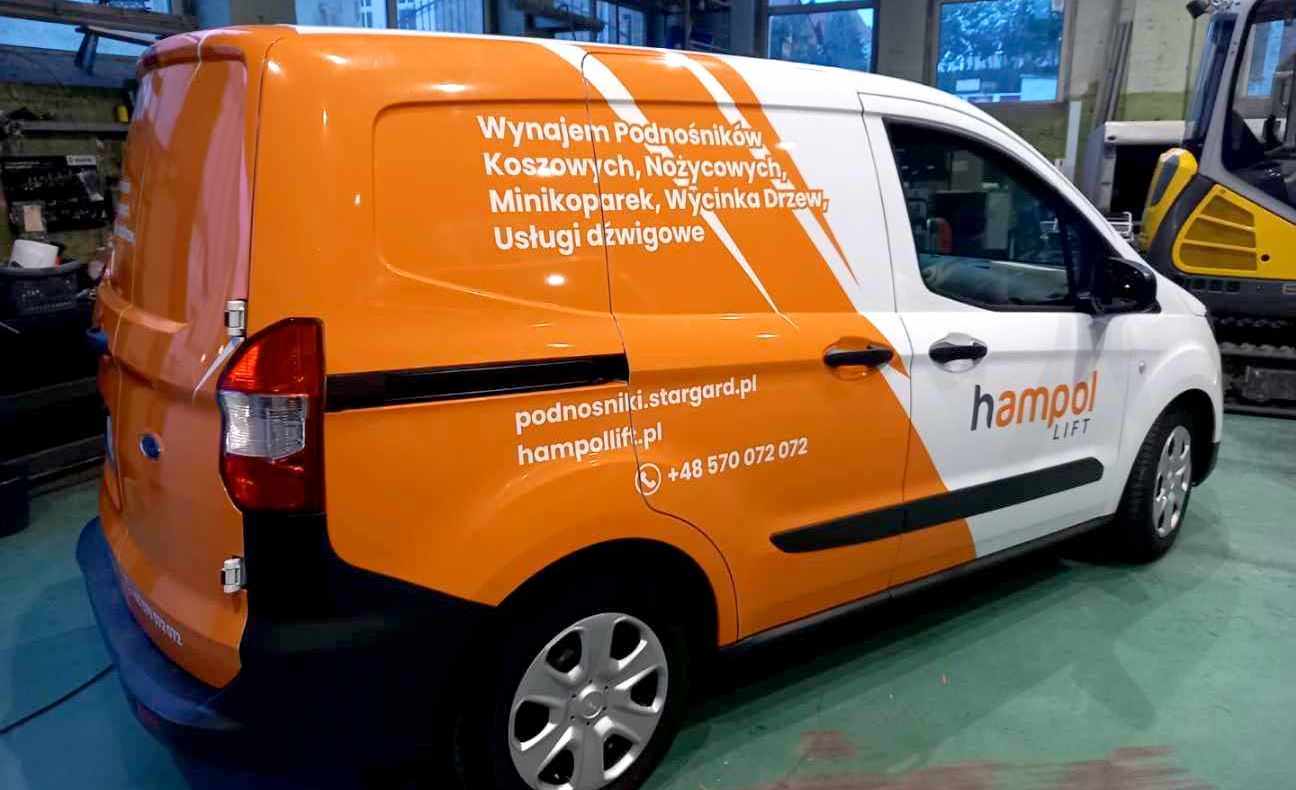 Wynajem Podnośników
Koszowych, Nożycowych,
Minikoparek, Wycinka Drzew,
Usługi dźwigowe
podnosniki.stargard.pl
hampollift.pl
+48 570 072 072
hampol
LIFT